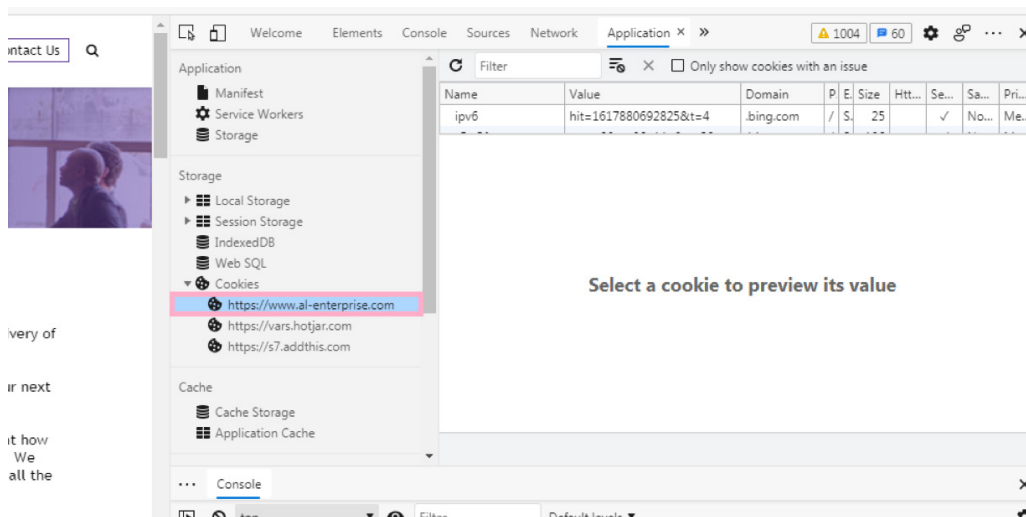 Welcome Elements Console Sources Network Application × »
1004 60
ntact Us
Application
Filter
Only show cookies with an issue
Manifest
Service Workers
Storage
Name Value Domain P E. Size Htt... Se... Sa... Pri...
ipv6 hit=1617880692825&t=4 .bing.com / S. 25 ✓ No... Me...
Storage
Local Storage
Session Storage
IndexedDB
Web SQL
Cookies
https://www.al-enterprise.com
https://vars.hotjar.com
https://s7.addthis.com
Select a cookie to preview its value
very of
r next
t how
We
all the
Cache
Cache Storage
Application Cache
... Console
top Filter Default levels